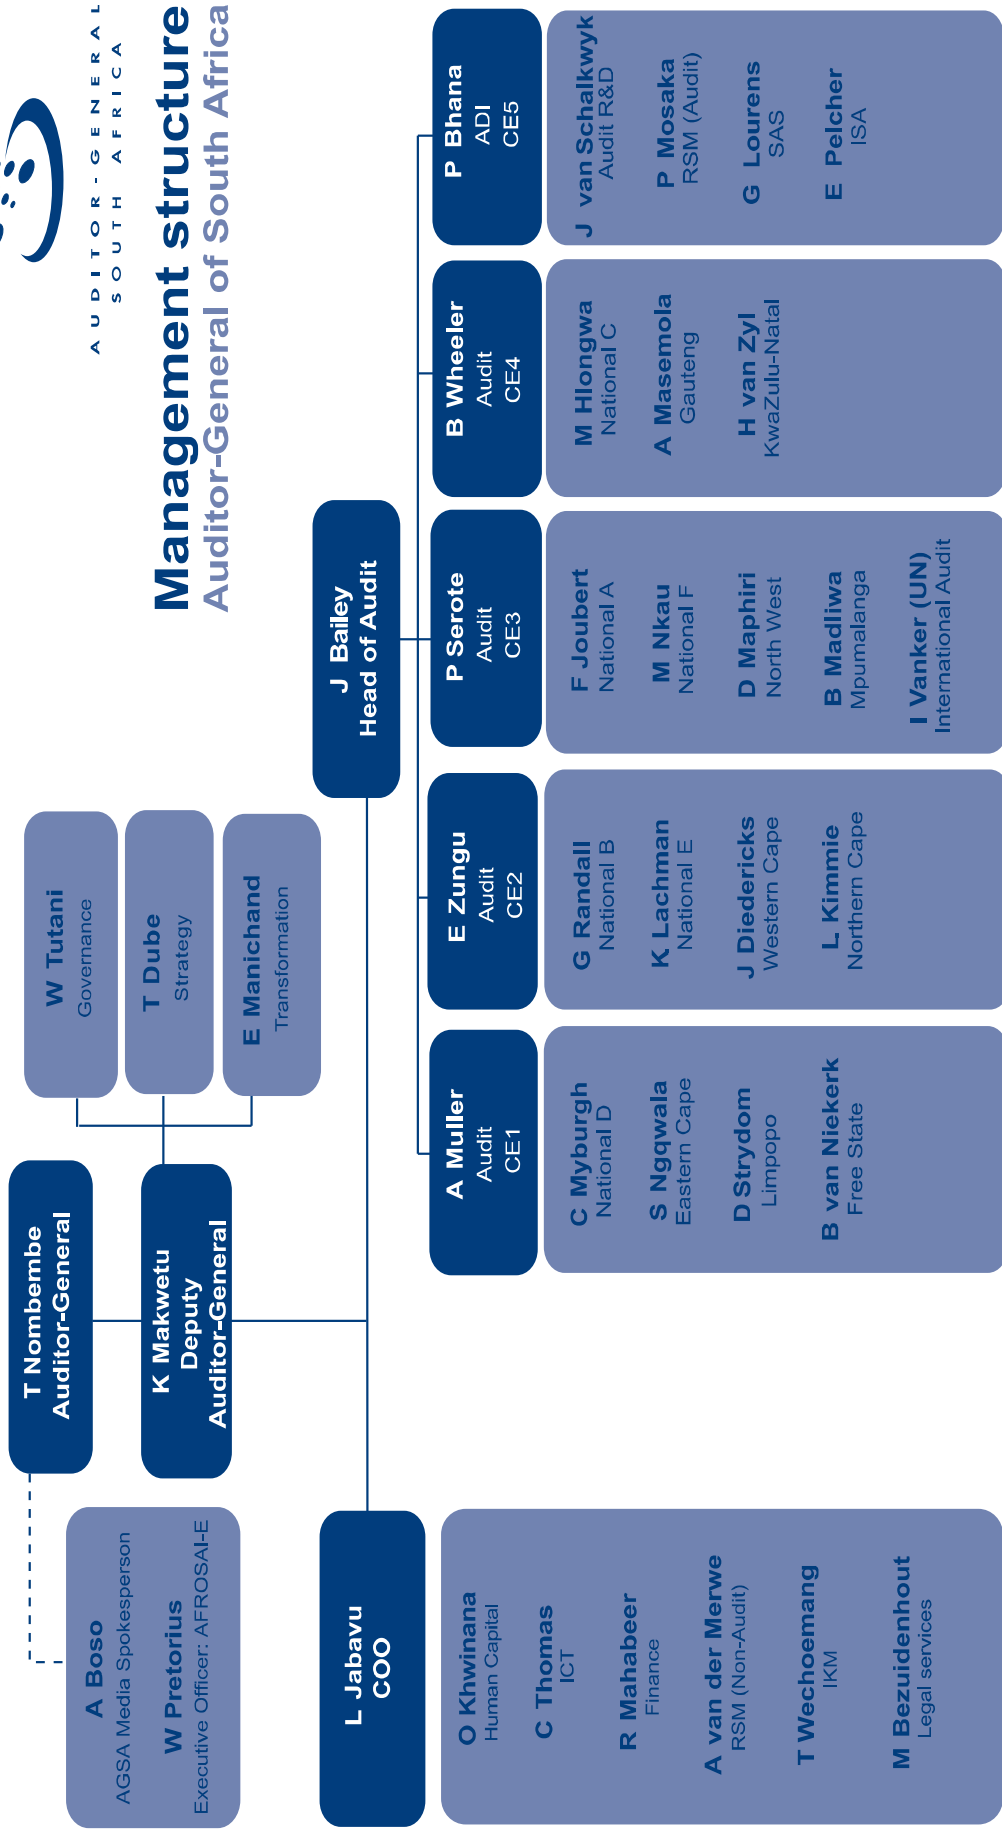 AUDITOR-GENERAL
SOUTH AFRICA
Management structure
Auditor-General of South Africa
T Nombembe
Auditor-General
A Boso
AGSA Media Spokesperson
W Pretorius
Executive Officer: AFROSAI-E
K Makwetu
Deputy
Auditor-General
W Tutani
Governance
T Dube
Strategy
E Manichand
Transformation
L Jabavu
COO
J Bailey
Head of Audit
O Khwinana
Human Capital
C Thomas
ICT
R Mahabeer
Finance
A van der Merwe
RSM (Non-Audit)
T Wechoemang
IKM
M Bezuidenhout
Legal services
A Muller
Audit
CE1
C Myburgh
National D
S Ngqwala
Eastern Cape
D Strydom
Limpopo
B van Niekerk
Free State
E Zungu
Audit
CE2
G Randall
National B
K Lachman
National E
J Diedericks
Western Cape
L Kimmie
Northern Cape
P Serote
Audit
CE3
F Joubert
National A
M Nkau
National F
D Maphiri
North West
B Madliwa
Mpumalanga
I Vanker (UN)
International Audit
B Wheeler
Audit
CE4
M Hlongwa
National C
A Masemola
Gauteng
H van Zyl
KwaZulu-Natal
P Bhana
ADI
CE5
J van Schalkwyk
Audit R&D
P Mosaka
RSM (Audit)
G Lourens
SAS
E Pelcher
ISA